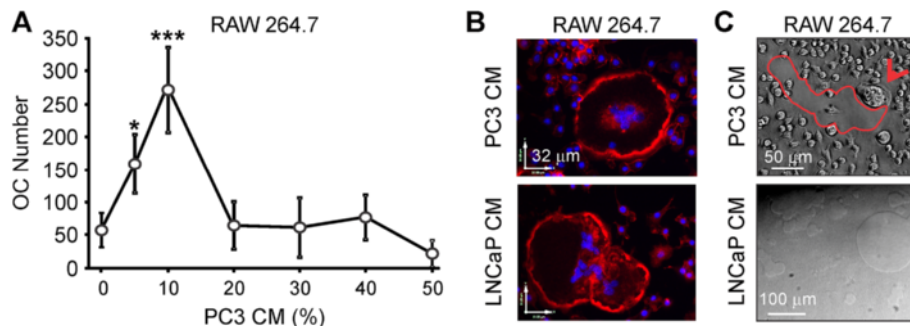 A
RAW 264.7
***
*
350
300
250
200
150
100
50
0
OC Number
0 5 10 20 30 40 50
PC3 CM (%)
B
RAW 264.7
PC3 CM
32 μm
LNCaP CM
C
RAW 264.7
PC3 CM
50 μm
LNCaP CM
100 μm